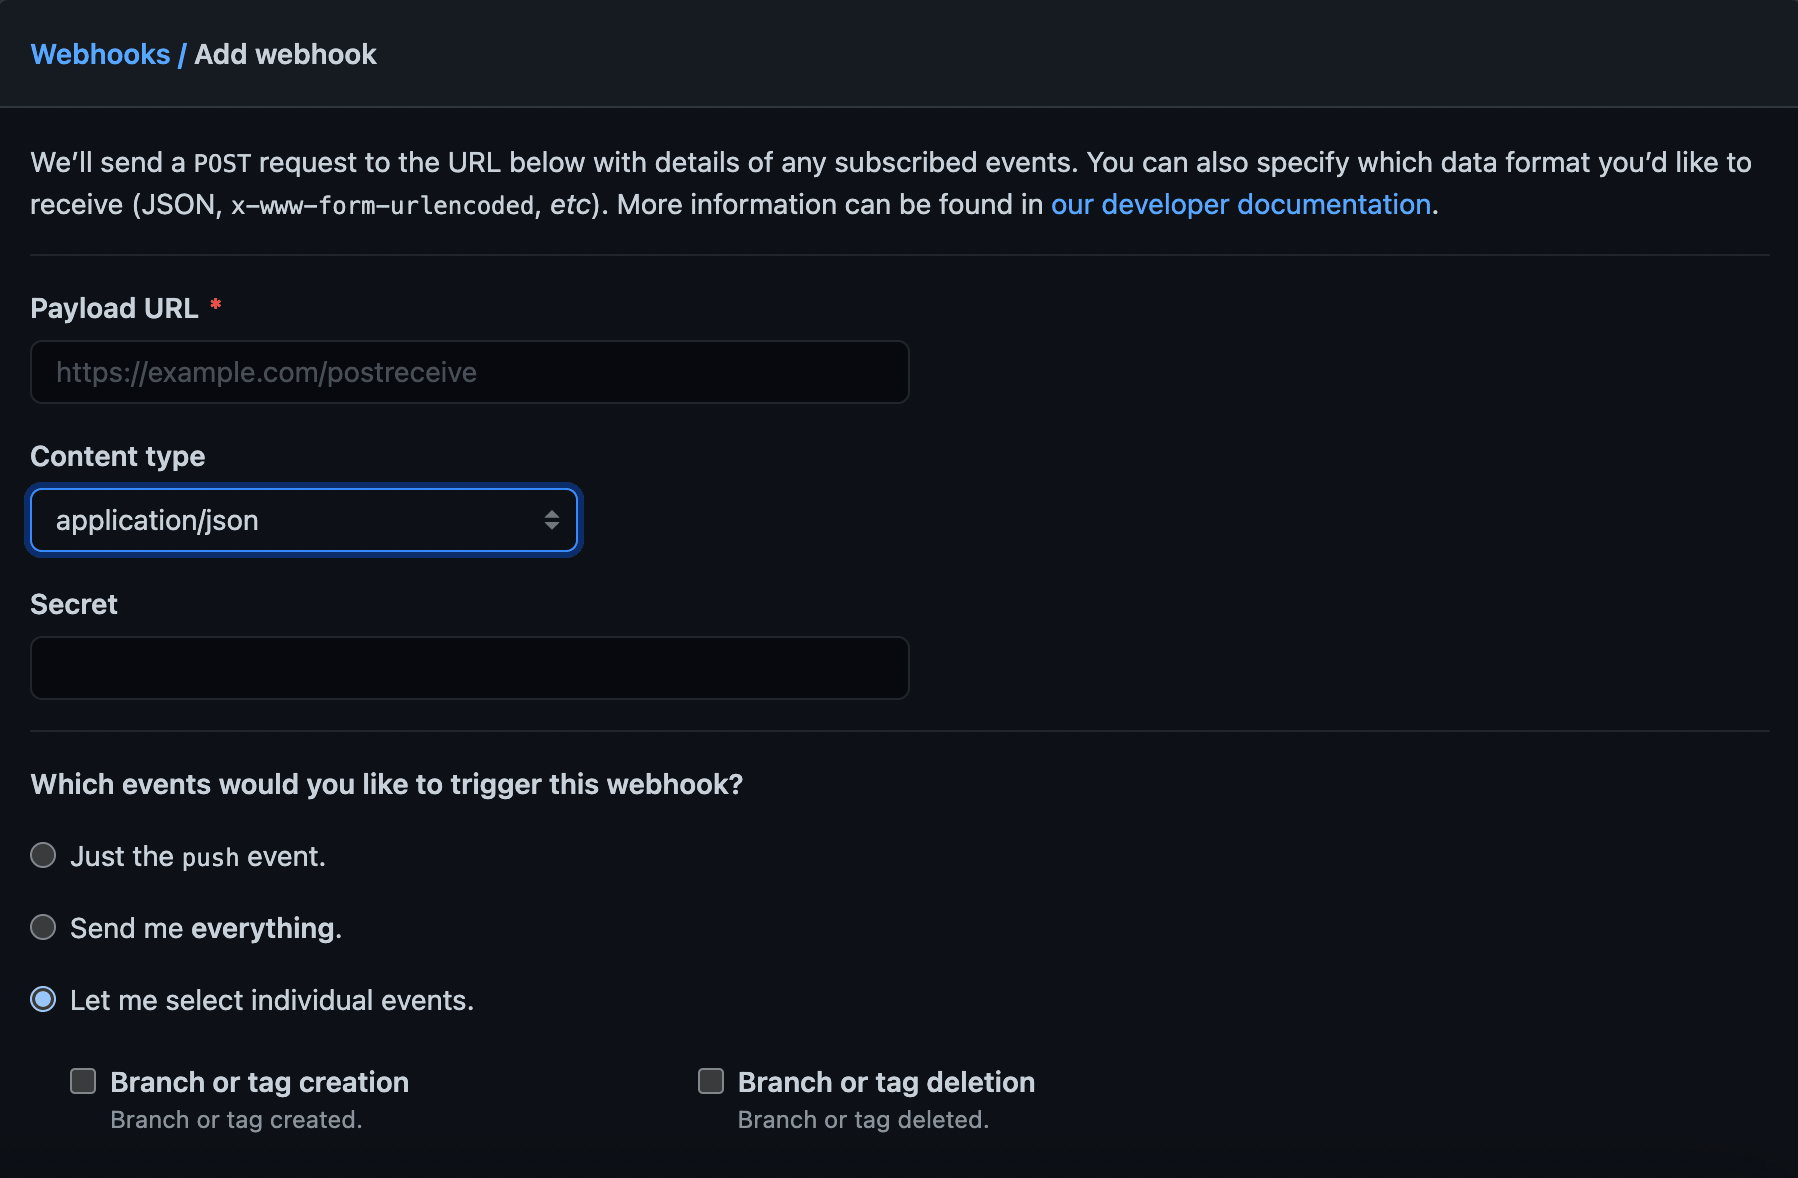 Webhooks / Add webhook
We’ll send a POST request to the URL below with details of any subscribed events. You can also specify which data format you’d like to
receive (JSON, x-www-form-urlencoded, etc). More information can be found in our developer documentation.
Payload URL *
https://example.com/postreceive
Content type
application/json
Secret
Which events would you like to trigger this webhook?
Just the push event.
Send me everything.
Let me select individual events.
Branch or tag creation
Branch or tag created.
Branch or tag deletion
Branch or tag deleted.